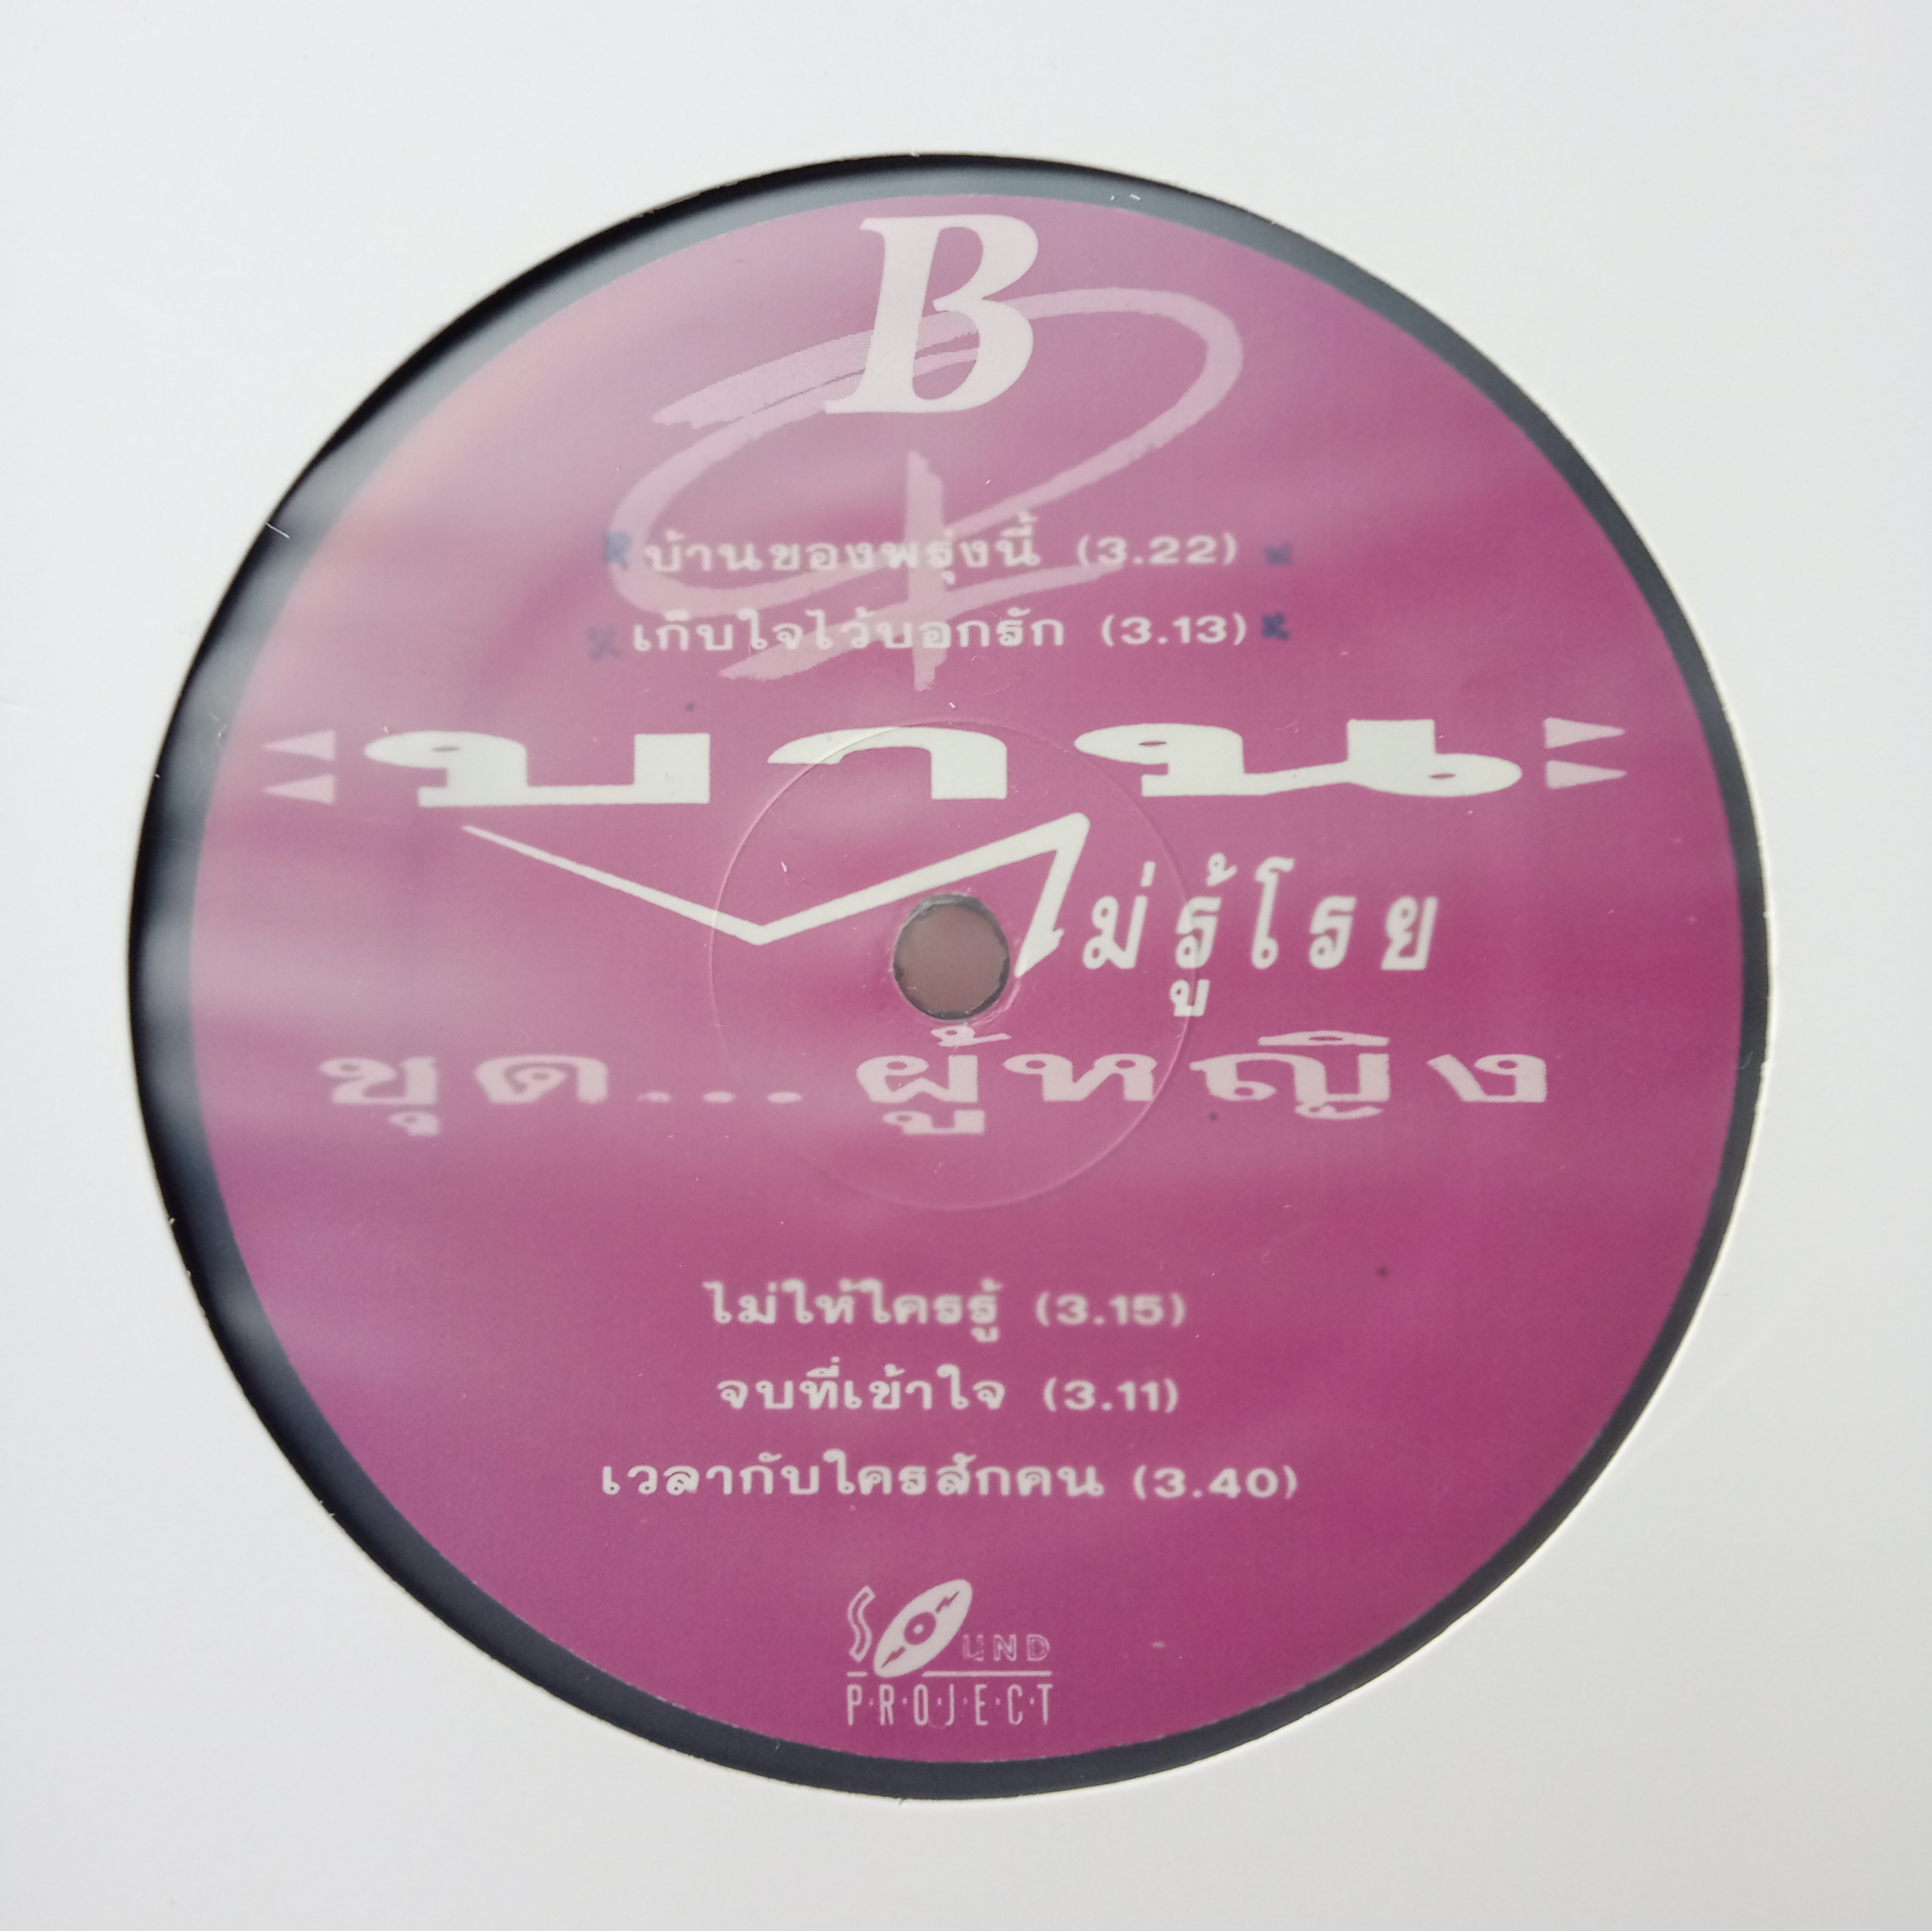 B
บ้านของพรุ่งนี้ (3.22)
เก็บใจไว้บอกรัก (3.13)
บาน
ไม่รู้โรย
ชุด... ผู้หญิง
ไม่ให้ใครรู้ (3.15)
จบที่เข้าใจ (3.11)
เวลากับใครสักคน (3.40)
SOUND
P·R·O·J·E·C·T